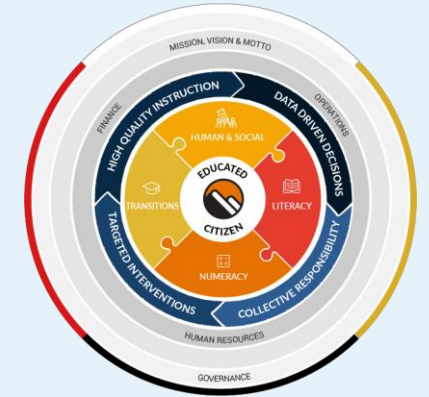 MISSION, VISION & MOTTO
FINANCE
OPERATIONS
HIGH QUALITY INSTRUCTION
DATA DRIVEN DECISIONS
HUMAN & SOCIAL
EDUCATED
CITIZEN
TRANSITIONS
LITERACY
NUMERACY
TARGETED INTERVENTIONS
COLLECTIVE RESPONSIBILITY
HUMAN RESOURCES
GOVERNANCE